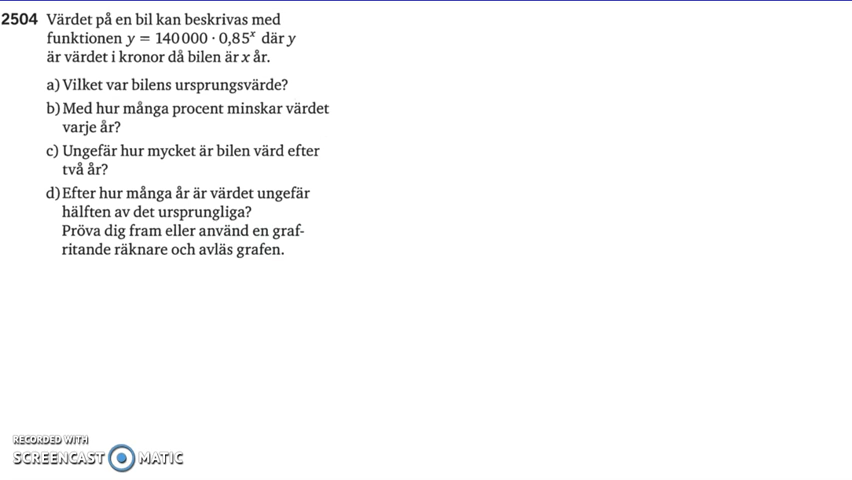 2504 Värdet på en bil kan beskrivas med
funktionen y = 140 000 · 0,85ˣ där y
är värdet i kronor då bilen är x år.
a) Vilket var bilens ursprungsvärde?
b) Med hur många procent minskar värdet
varje år?
c) Ungefär hur mycket är bilen värd efter
två år?
d) Efter hur många år är värdet ungefär
hälften av det ursprungliga?
Pröva dig fram eller använd en graf-
ritande räknare och avläs grafen.
RECORDED WITH
SCREENCAST MATIC